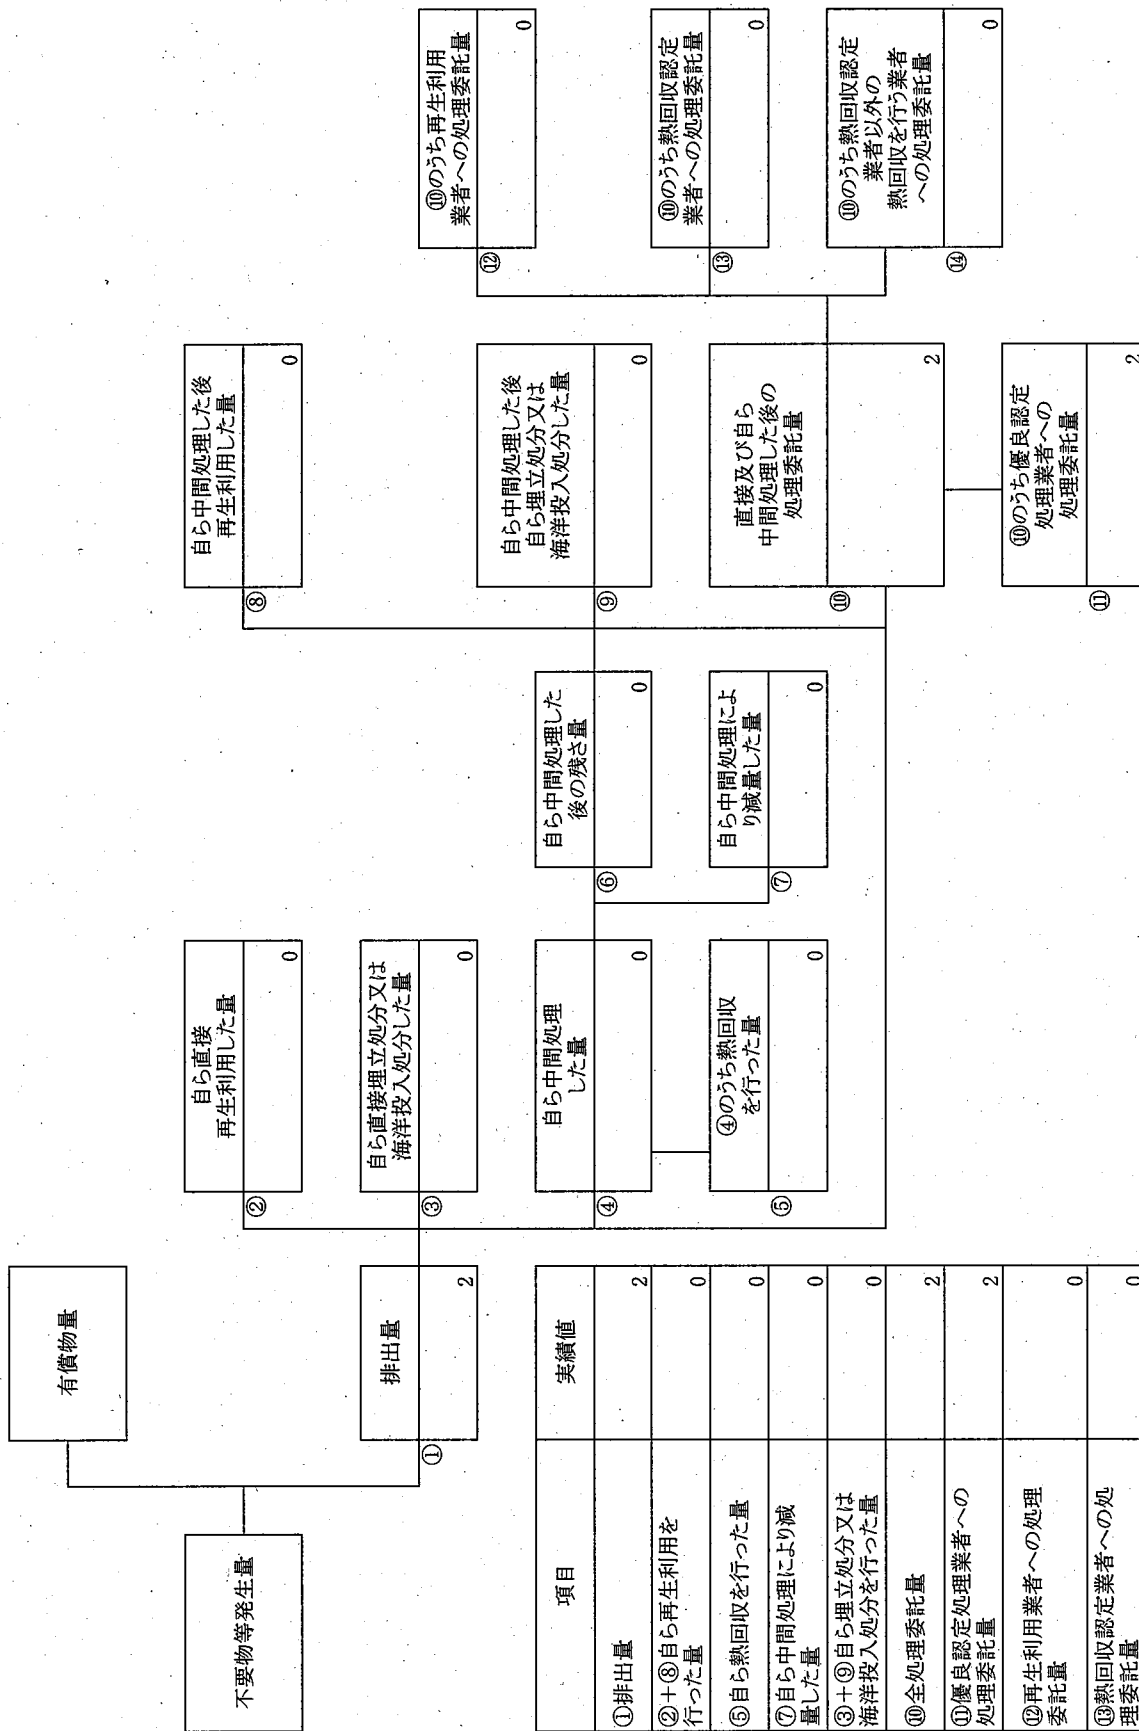 不要物等発生量
有償物量
①
排出量
2
②
自ら直接
再生利用した量
0
③
自ら直接埋立処分又は
海洋投入処分した量
0
④
自ら中間処理
した量
0
⑤
④のうち熱回収
を行った量
0
⑥
自ら中間処理した
後の残さ量
0
⑦
自ら中間処理によ
り減量した量
0
⑧
自ら中間処理した後
再生利用した量
0
⑨
自ら中間処理した後
自ら埋立処分又は
海洋投入処分した量
0
⑩
直接及び自ら
中間処理した後の
処理委託量
2
⑪
⑩のうち優良認定
処理業者への
処理委託量
2
⑫
⑩のうち再生利用
業者への処理委託量
0
⑬
⑩のうち熱回収認定
業者への処理委託量
0
⑭
⑩のうち熱回収認定
業者以外の
熱回収を行う業者
への処理委託量
0
項目
実績値
①排出量
2
②+⑧自ら再生利用を
行った量
0
⑤自ら熱回収を行った量
0
⑦自ら中間処理により減
量した量
0
③+⑨自ら埋立処分又は
海洋投入処分を行った量
0
⑩全処理委託量
2
⑪優良認定処理業者への
処理委託量
2
⑫再生利用業者への処理
委託量
0
⑬熱回収認定業者への処
理委託量
0